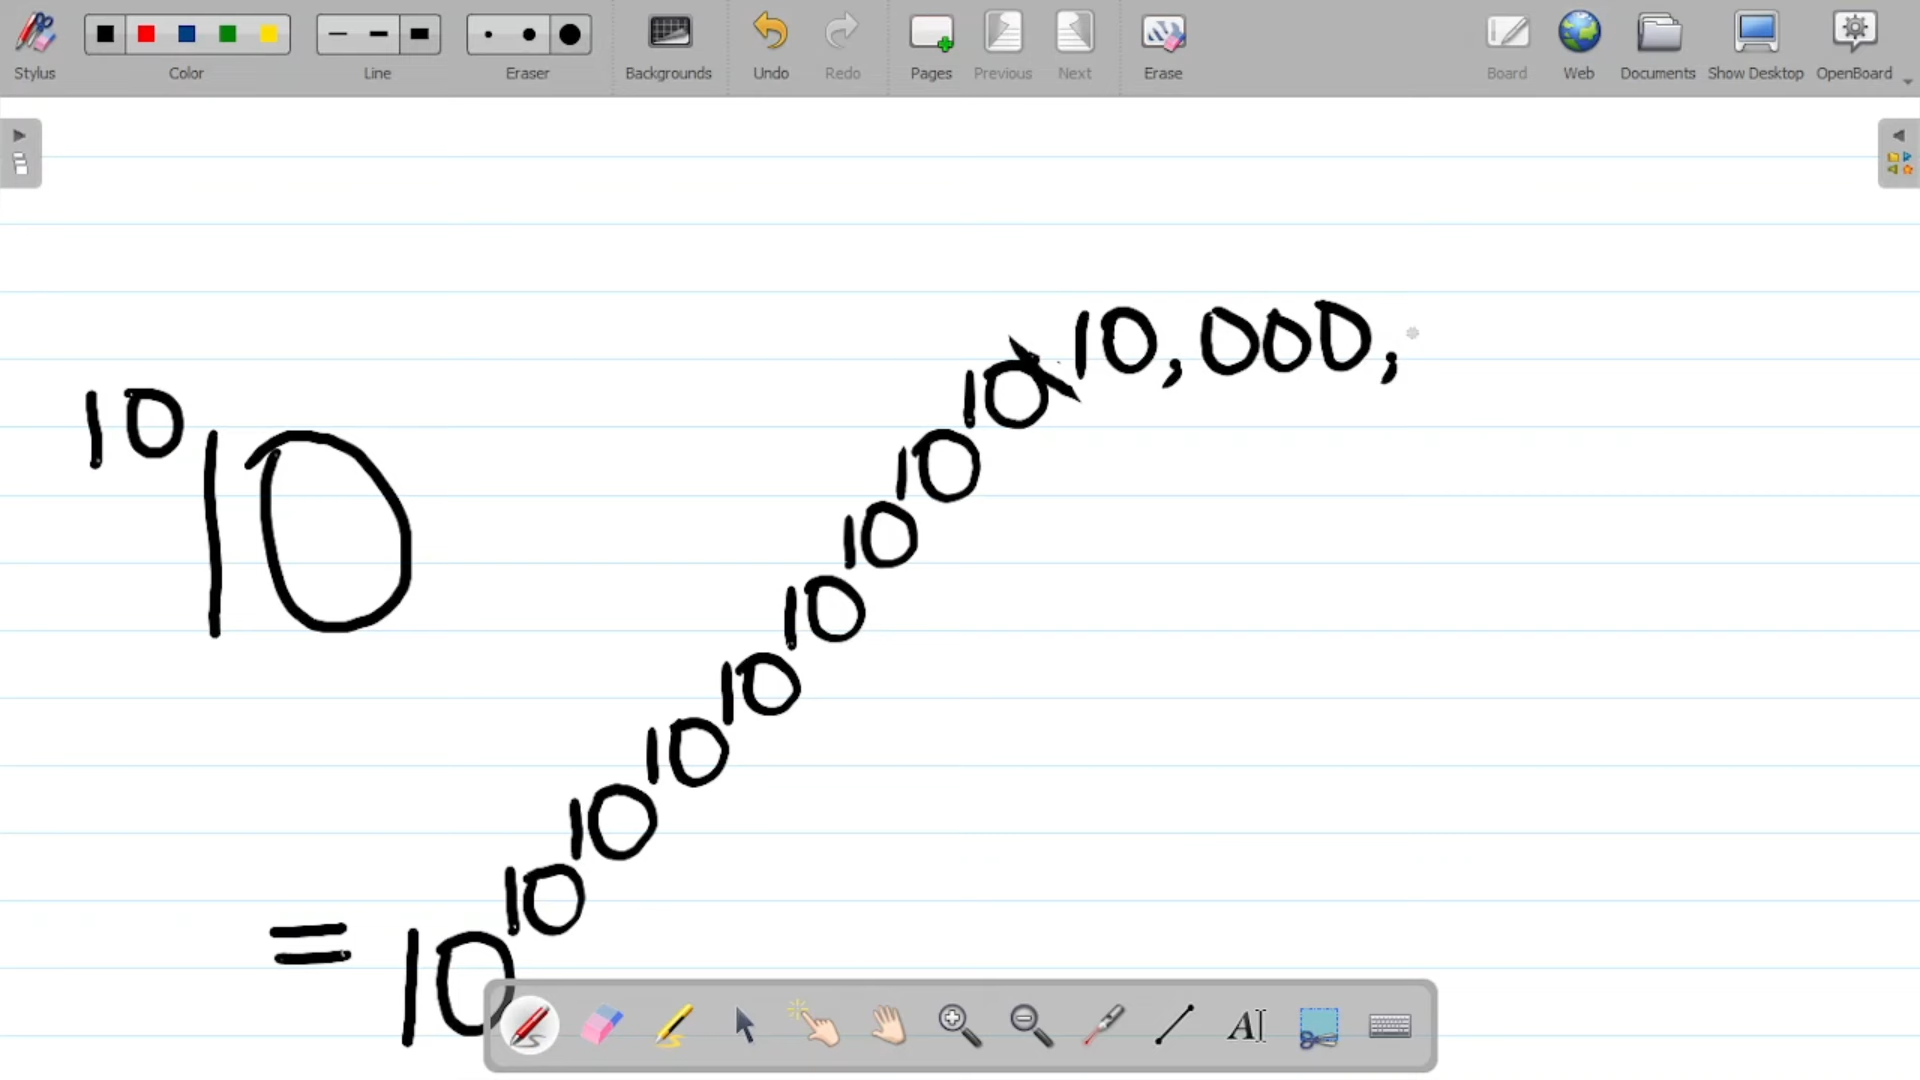 Stylus
Color
Line
Eraser
Backgrounds
Undo
Redo
Pages
Previous
Next
Erase
Board
Web
Documents
Show Desktop
OpenBoard
10 10
= 10 10 10 10 10 10 10 10 10 10,000,
A